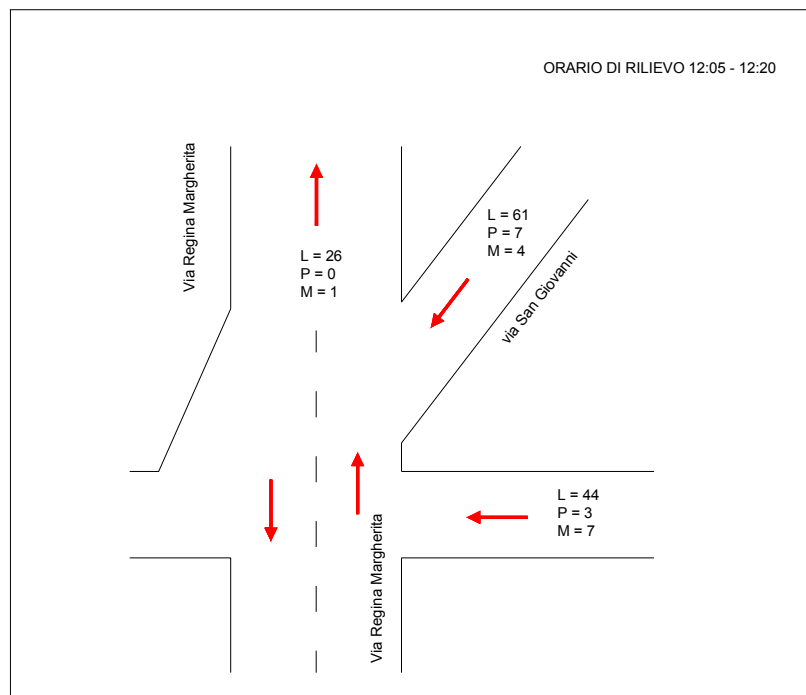 ORARIO DI RILIEVO 12:05 - 12:20
Via Regina Margherita
L = 61
P = 7
M = 4
L = 26
P = 0
M = 1
via San Giovanni
L = 44
P = 3
M = 7
Via Regina Margherita